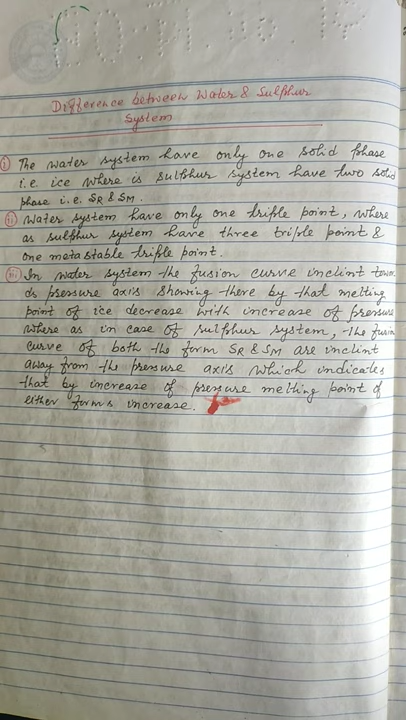 Difference between Water & Sulphur
System
(i) The water system have only one solid phase
i.e. ice where is sulphur system have two solid
phase i.e. SR & SM.
(ii) Water system have only one triple point, where
as sulphur system have three triple point &
one meta stable triple point.
(iii) In water system the fusion curve inclint towar
ds pressure axis showing there by that melting
point of ice decrease with increase of pressure
where as in case of sulphur system, the fusion
curve of both the form SR & SM are inclint
away from the pressure axis which indicates
that by increase of pressure melting point of
either forms increase.